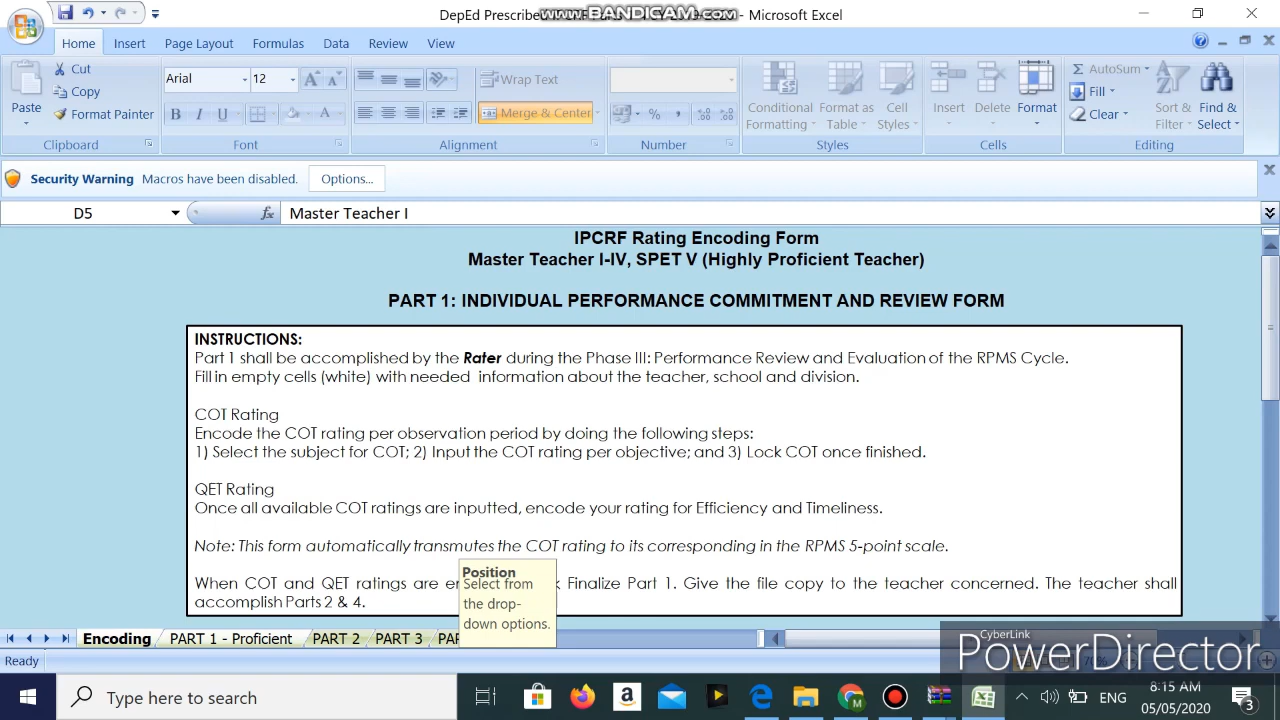 DepEd Prescribe
www.BANDICAM.com
- Microsoft Excel
Home Insert Page Layout Formulas Data Review View
Paste
Cut
Copy
Format Painter
Clipboard
Arial 12
B I U
Font
Wrap Text
Merge & Center
Alignment
% ,
Number
Conditional Formatting
Format as Table
Cell Styles
Styles
Insert Delete Format
Cells
AutoSum
Fill
Clear
Sort & Filter
Find & Select
Editing
Security Warning Macros have been disabled. Options...
D5 fx Master Teacher I
IPCRF Rating Encoding Form
Master Teacher I-IV, SPET V (Highly Proficient Teacher)
PART 1: INDIVIDUAL PERFORMANCE COMMITMENT AND REVIEW FORM
INSTRUCTIONS:
Part 1 shall be accomplished by the Rater during the Phase III: Performance Review and Evaluation of the RPMS Cycle.
Fill in empty cells (white) with needed information about the teacher, school and division.
COT Rating
Encode the COT rating per observation period by doing the following steps:
1) Select the subject for COT; 2) Input the COT rating per objective; and 3) Lock COT once finished.
QET Rating
Once all available COT ratings are inputted, encode your rating for Efficiency and Timeliness.
Note: This form automatically transmutes the COT rating to its corresponding in the RPMS 5-point scale.
When COT and QET ratings are Finalize Part 1. Give the file copy to the teacher concerned. The teacher shall
accomplish Parts 2 & 4.
Position
Select from
the drop-
down options.
Encoding PART 1 - Proficient PART 2 PART 3
Ready
CyberLink
PowerDirector
Type here to search
ENG
8:15 AM
05/05/2020
3